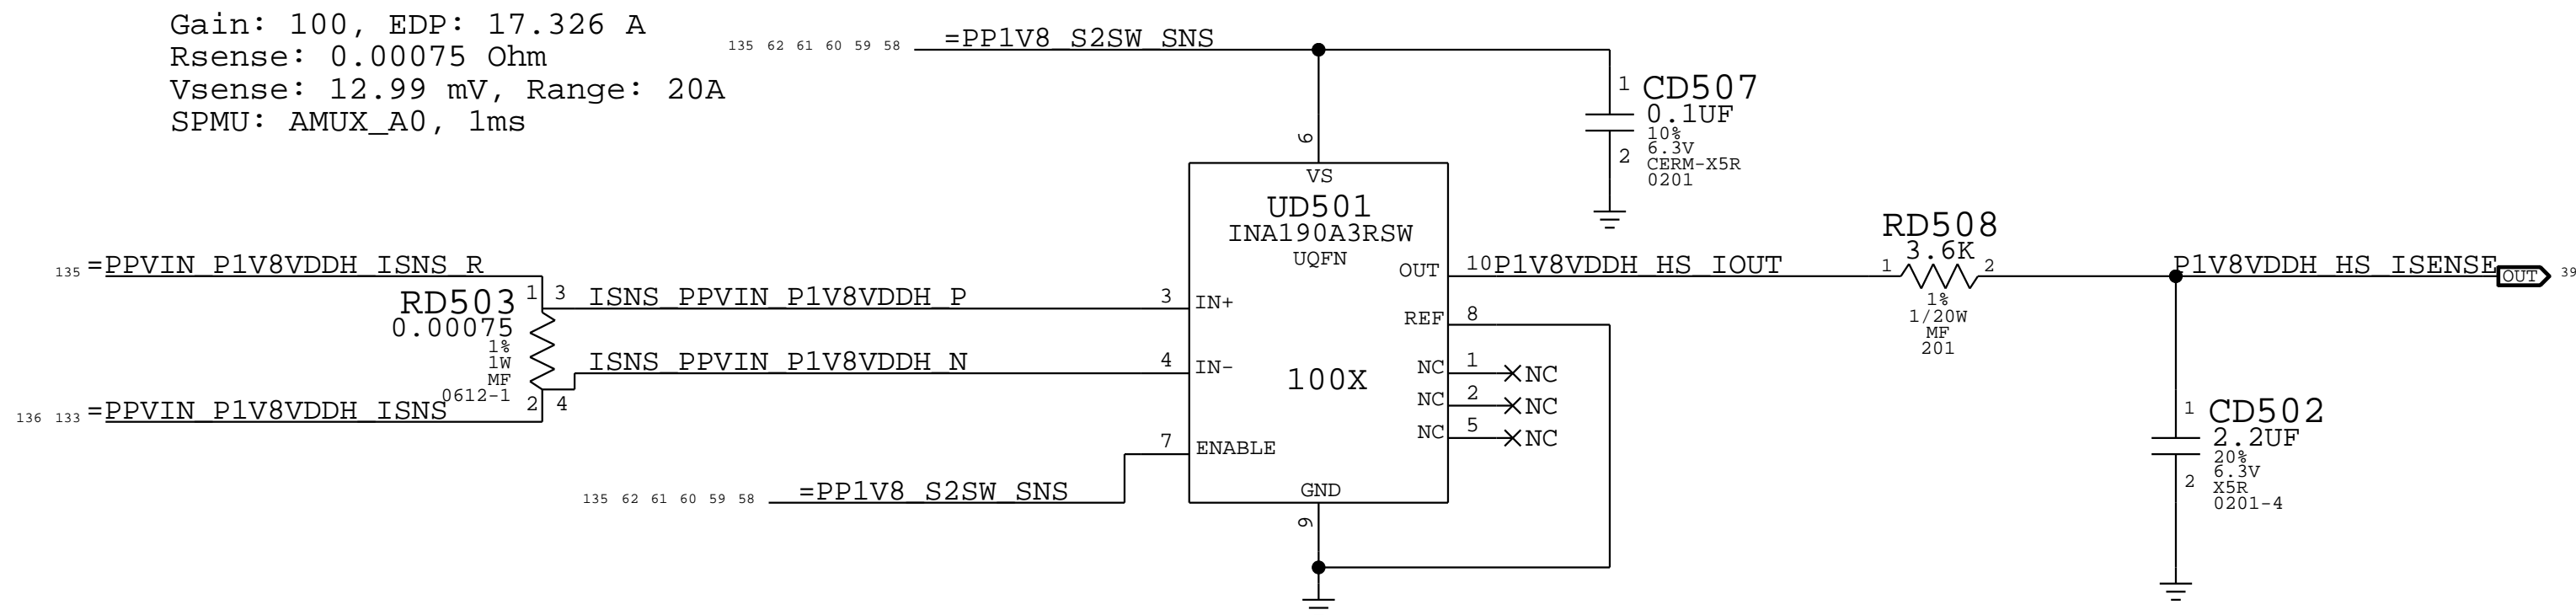 Gain: 100, EDP: 17.326 A
Rsense: 0.00075 Ohm
Vsense: 12.99 mV, Range: 20A
SPMU: AMUX_A0, 1ms
135 62 61 60 59 58 =PP1V8_S2SW_SNS
1 CD507
0.1UF
10%
6.3V
2
CERM-X5R
0201
6
VS
UD501
INA190A3RSW
UQFN
135 =PPVIN_P1V8VDDH_ISNS_R
RD503
0.00075
1%
1W
MF
0612-1
1 3 ISNS_PPVIN_P1V8VDDH_P 3 IN+
ISNS_PPVIN_P1V8VDDH_N 4 IN-
2 4
136 133 =PPVIN_P1V8VDDH_ISNS
100X
7 ENABLE
135 62 61 60 59 58 =PP1V8_S2SW_SNS
GND
9
OUT 10 P1V8VDDH_HS_IOUT
REF 8
NC 1 NC
NC 2 NC
NC 5 NC
RD508
3.6K
1 2
1%
1/20W
MF
201
P1V8VDDH_HS_ISENSE OUT 39
1 CD502
2.2UF
20%
6.3V
2 X5R
0201-4